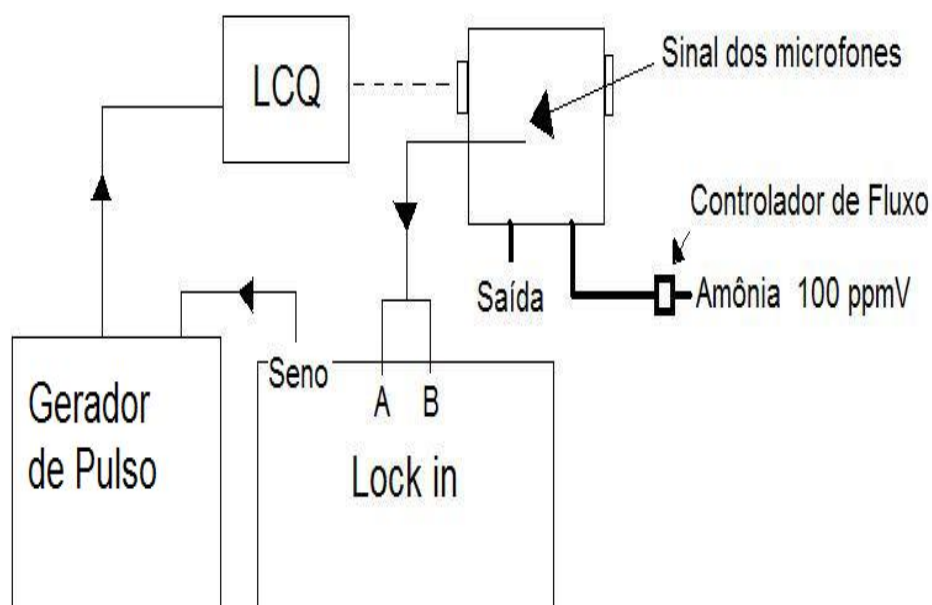 LCQ
Sinal dos microfones
Controlador de Fluxo
Saída
Amônia 100 ppmV
Seno
A B
Gerador
de Pulso
Lock in